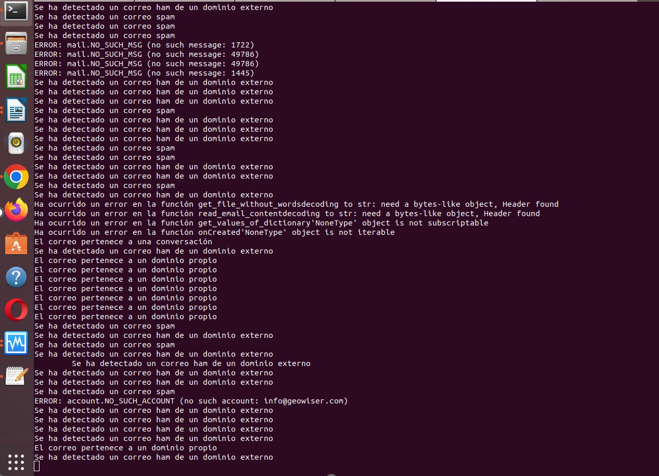 Se ha detectado un correo ham de un dominio externo
Se ha detectado un correo spam
Se ha detectado un correo spam
Se ha detectado un correo spam
ERROR: mail.NO_SUCH_MSG (no such message: 1722)
ERROR: mail.NO_SUCH_MSG (no such message: 49786)
ERROR: mail.NO_SUCH_MSG (no such message: 49786)
ERROR: mail.NO_SUCH_MSG (no such message: 1445)
Se ha detectado un correo ham de un dominio externo
Se ha detectado un correo ham de un dominio externo
Se ha detectado un correo ham de un dominio externo
Se ha detectado un correo spam
Se ha detectado un correo ham de un dominio externo
Se ha detectado un correo ham de un dominio externo
Se ha detectado un correo ham de un dominio externo
Se ha detectado un correo spam
Se ha detectado un correo spam
Se ha detectado un correo ham de un dominio externo
Se ha detectado un correo ham de un dominio externo
Se ha detectado un correo spam
Se ha detectado un correo ham de un dominio externo
Ha ocurrido un error en la función get_file_without_wordsdecoding to str: need a bytes-like object, Header found
Ha ocurrido un error en la función read_email_contentdecoding to str: need a bytes-like object, Header found
Ha ocurrido un error en la función get_values_of_dictionary'NoneType' object is not subscriptable
Ha ocurrido un error en la función onCreated'NoneType' object is not iterable
El correo pertenece a una conversación
Se ha detectado un correo ham de un dominio externo
El correo pertenece a un dominio propio
El correo pertenece a un dominio propio
El correo pertenece a un dominio propio
El correo pertenece a un dominio propio
El correo pertenece a un dominio propio
El correo pertenece a un dominio propio
El correo pertenece a un dominio propio
Se ha detectado un correo spam
Se ha detectado un correo ham de un dominio externo
Se ha detectado un correo spam
Se ha detectado un correo ham de un dominio externo
Se ha detectado un correo ham de un dominio externo
Se ha detectado un correo ham de un dominio externo
Se ha detectado un correo ham de un dominio externo
Se ha detectado un correo spam
ERROR: account.NO_SUCH_ACCOUNT (no such account: info@geowiser.com)
Se ha detectado un correo ham de un dominio externo
Se ha detectado un correo ham de un dominio externo
Se ha detectado un correo ham de un dominio externo
Se ha detectado un correo ham de un dominio externo
El correo pertenece a un dominio propio
Se ha detectado un correo ham de un dominio externo